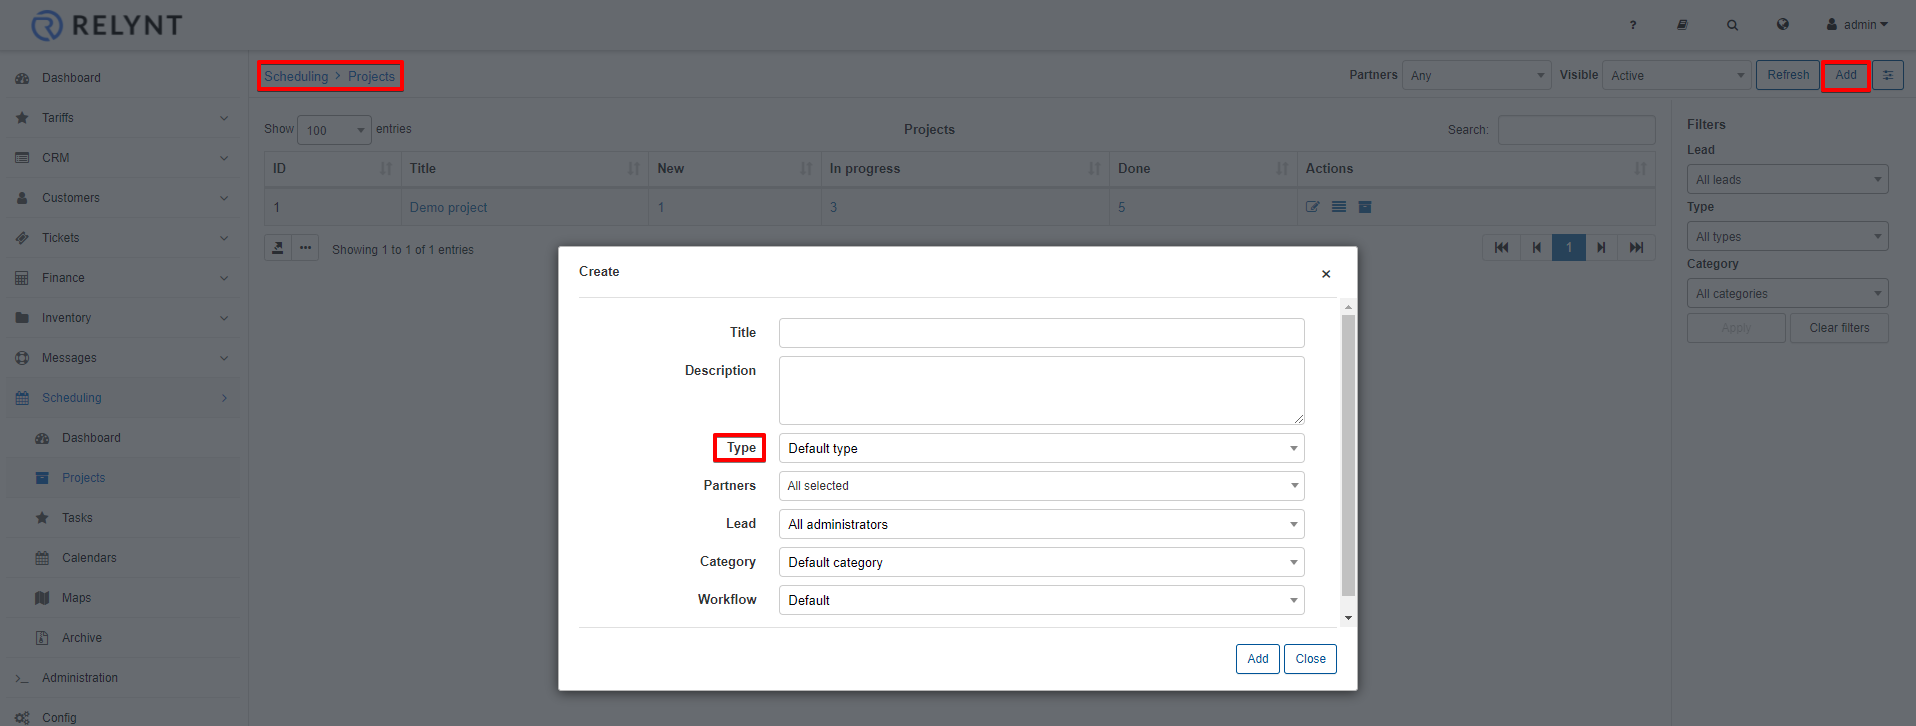 RELYNT
? admin
Dashboard
Tariffs
CRM
Customers
Tickets
Finance
Inventory
Messages
Scheduling
Dashboard
Projects
Tasks
Calendars
Maps
Archive
Administration
Config
Scheduling > Projects
Partners Any Visible Active Refresh Add
Show 100 entries Projects Search:
ID Title New In progress Done Actions
1 Demo project 1 3 5
Showing 1 to 1 of 1 entries 1
Filters
Lead
All leads
Type
All types
Category
All categories
Apply Clear filters
Create ×
Title
Description
Type Default type
Partners All selected
Lead All administrators
Category Default category
Workflow Default
Add Close